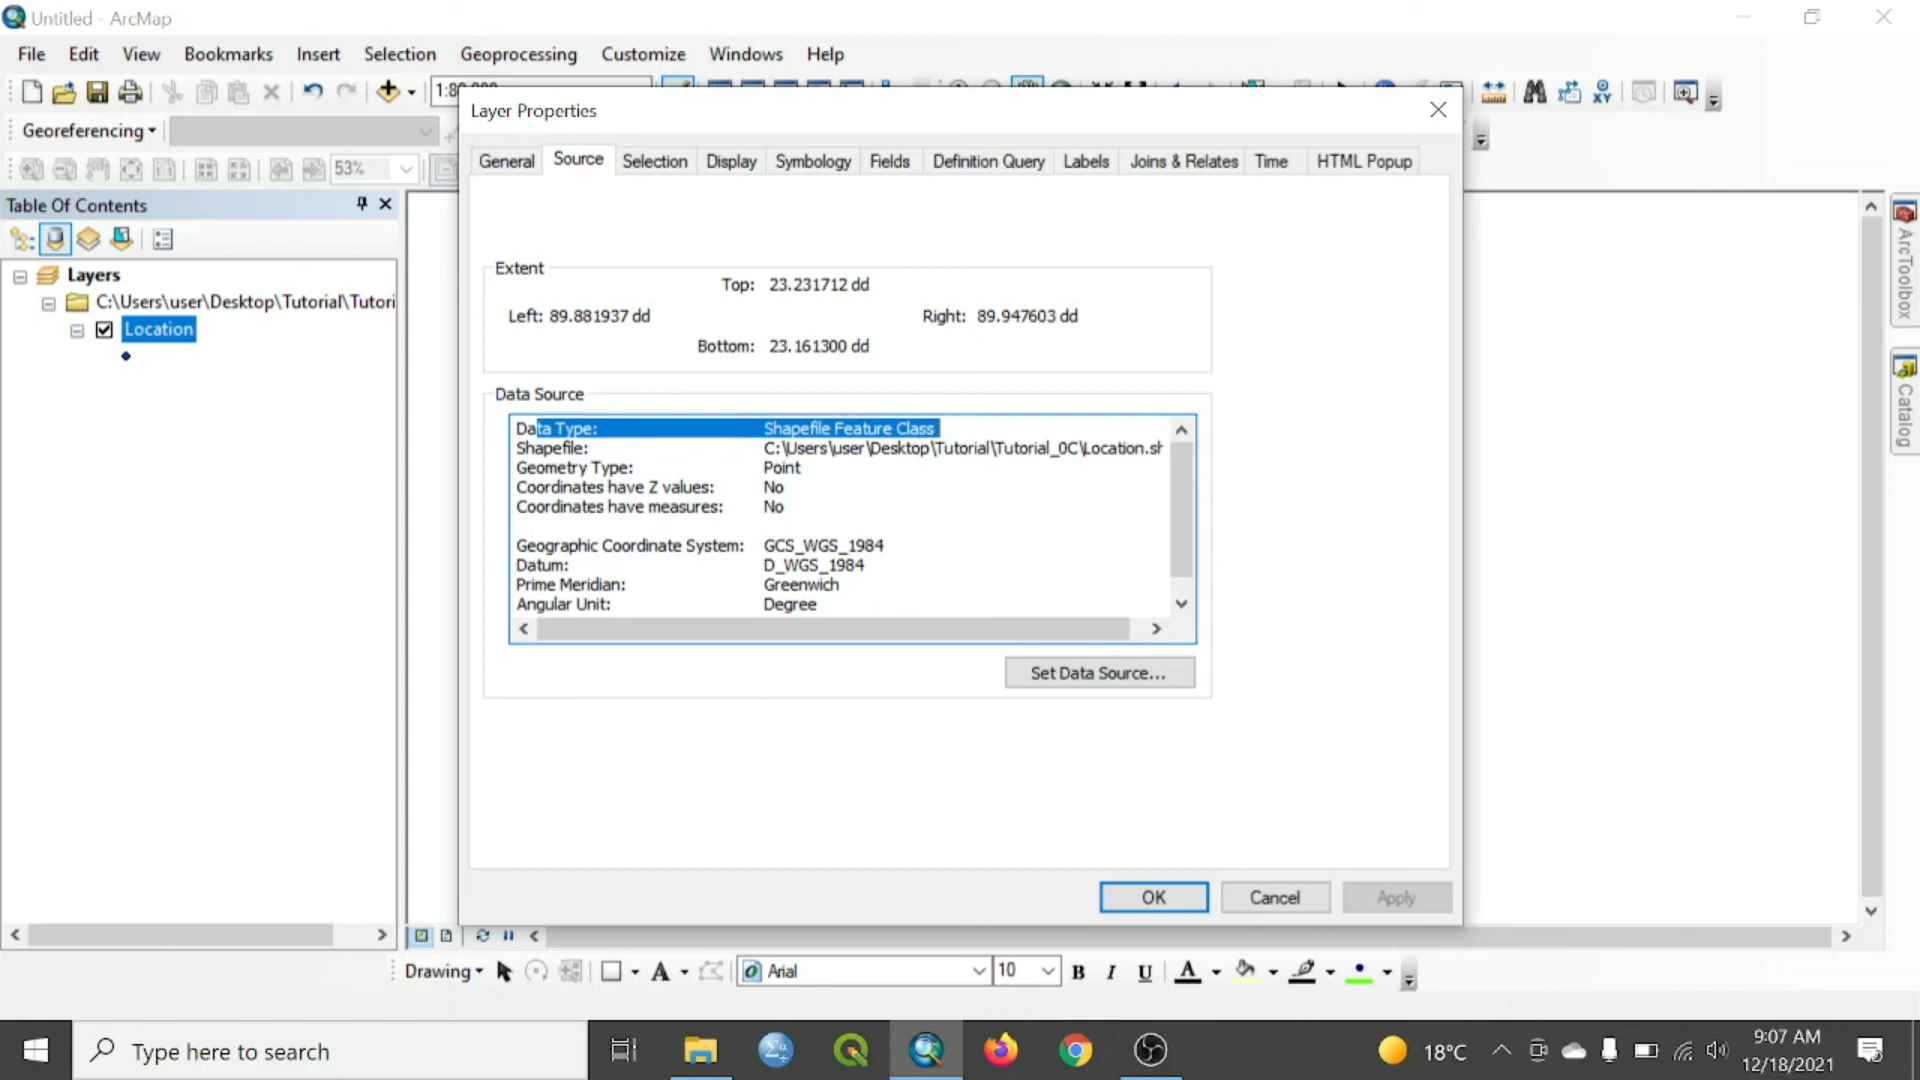 Untitled - ArcMap
File Edit View Bookmarks Insert Selection Geoprocessing Customize Windows Help
Layer Properties
Georeferencing
53%
General Source Selection Display Symbology Fields Definition Query Labels Joins & Relates Time HTML Popup
Table Of Contents
Layers
C:\Users\user\Desktop\Tutorial\Tutori
Location
Extent
Top: 23.231712 dd
Left: 89.881937 dd Right: 89.947603 dd
Bottom: 23.161300 dd
Data Source
Data Type: Shapefile Feature Class
Shapefile: C:\Users\user\Desktop\Tutorial\Tutorial_0C\Location.sh
Geometry Type: Point
Coordinates have Z values: No
Coordinates have measures: No
Geographic Coordinate System: GCS_WGS_1984
Datum: D_WGS_1984
Prime Meridian: Greenwich
Angular Unit: Degree
Set Data Source...
OK Cancel Apply
ArcToolbox
Catalog
Drawing A Arial 10 B I U A
Type here to search
18°C
9:07 AM
12/18/2021